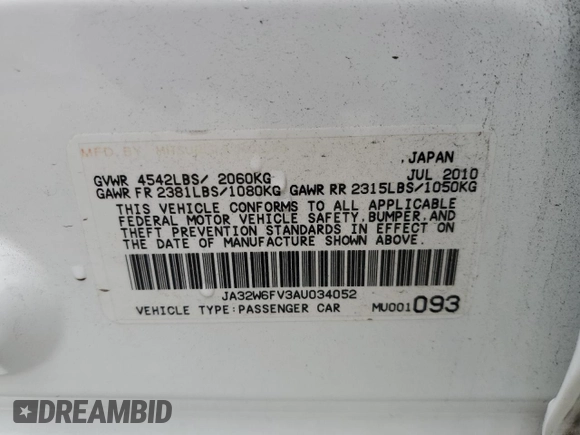 MFD. BY
, JAPAN
GVWR 4542LBS/ 2060KG JUL 2010
GAWR FR 2381LBS/1080KG GAWR RR 2315LBS/1050KG
THIS VEHICLE CONFORMS TO ALL APPLICABLE
FEDERAL MOTOR VEHICLE SAFETY, BUMPER, AND
THEFT PREVENTION STANDARDS IN EFFECT ON
THE DATE OF MANUFACTURE SHOWN ABOVE.
JA32W6FV3AU034052
VEHICLE TYPE:PASSENGER CAR MU001093
DREAMBID